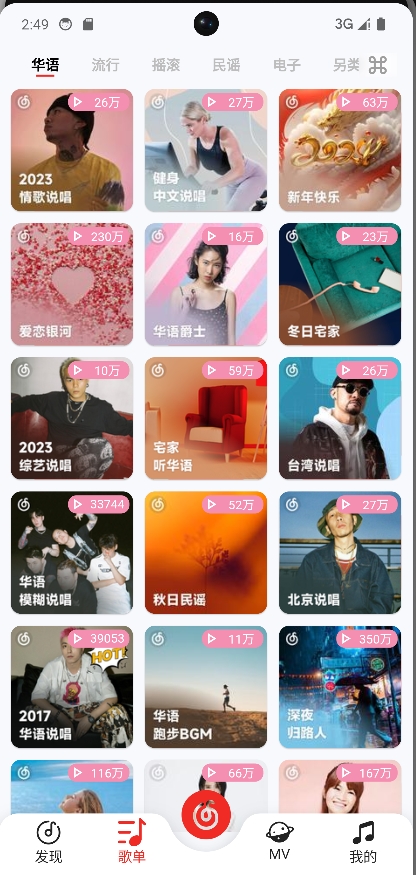 2:49
3G
华语 流行 摇滚 民谣 电子 另类
26万
2023
情歌说唱
27万
健身
中文说唱
63万
2024
新年快乐
230万
爱恋银河
16万
华语爵士
23万
冬日宅家
10万
2023
综艺说唱
59万
宅家
听华语
26万
台湾说唱
33744
华语
模糊说唱
52万
秋日民谣
27万
北京说唱
39053
HOT!
2017
华语说唱
11万
华语
跑步BGM
350万
深夜
归路人
116万
66万
167万
发现 歌单 MV 我的